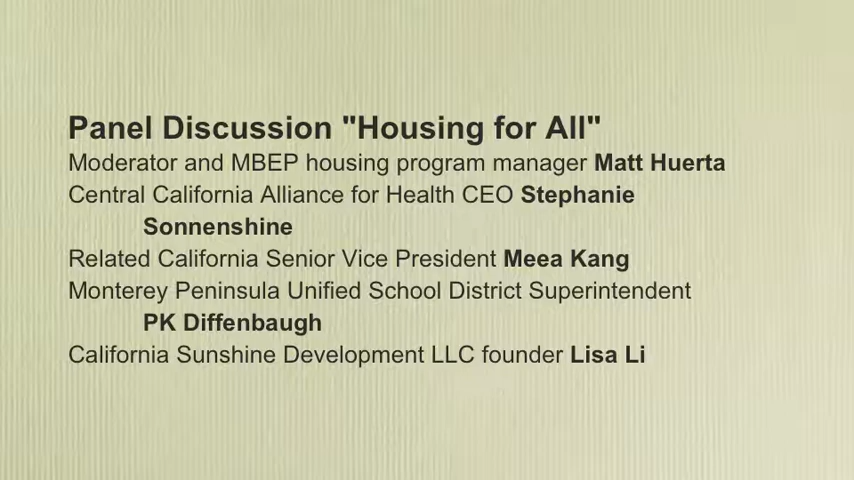 Panel Discussion "Housing for All"
Moderator and MBEP housing program manager Matt Huerta
Central California Alliance for Health CEO Stephanie
Sonnenshine
Related California Senior Vice President Meea Kang
Monterey Peninsula Unified School District Superintendent
PK Diffenbaugh
California Sunshine Development LLC founder Lisa Li